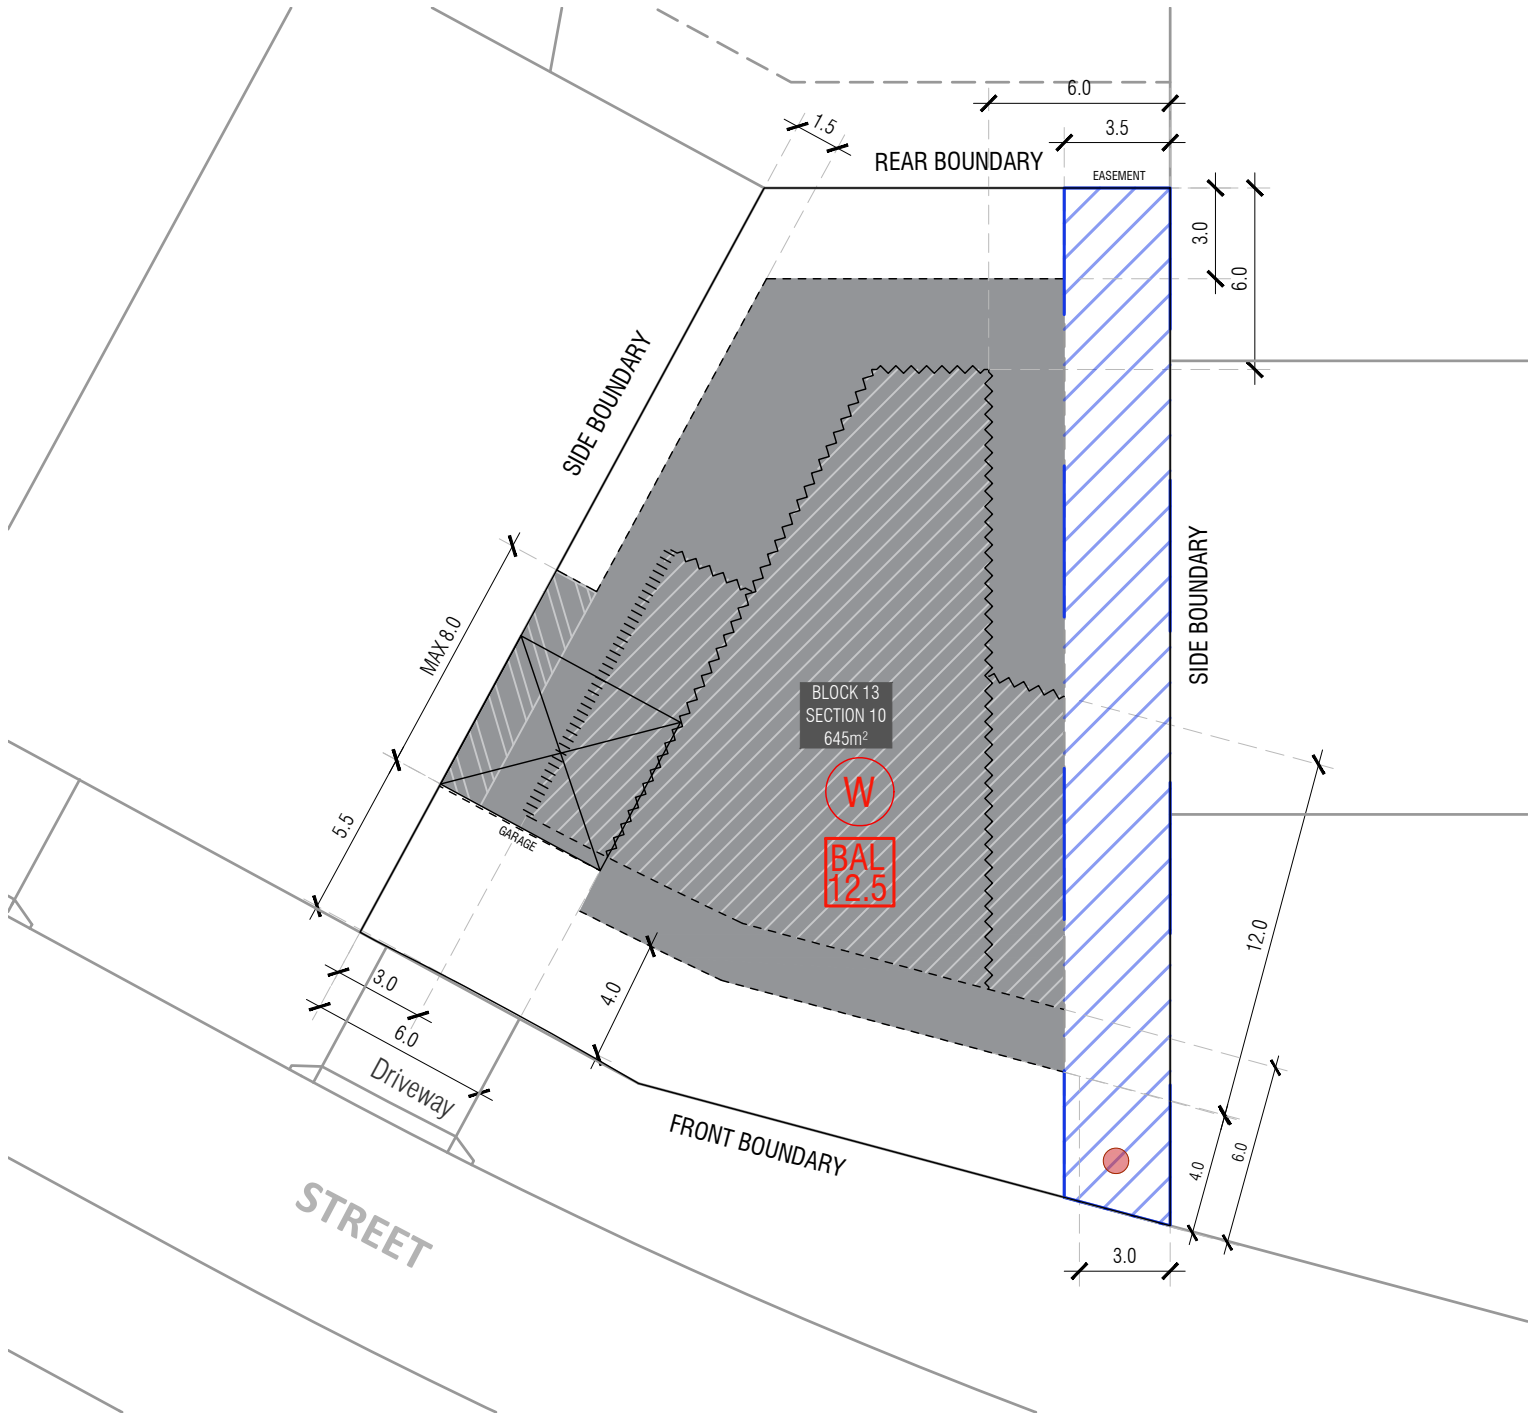 6.0
1.5
3.5
REAR BOUNDARY
EASEMENT
3.0
6.0
SIDE BOUNDARY
SIDE BOUNDARY
MAX 8.0
BLOCK 13
SECTION 10
645m²
W
BAL
12.5
5.5
GARAGE
12.0
3.0
4.0
6.0
Driveway
FRONT BOUNDARY
4.0
6.0
STREET
3.0